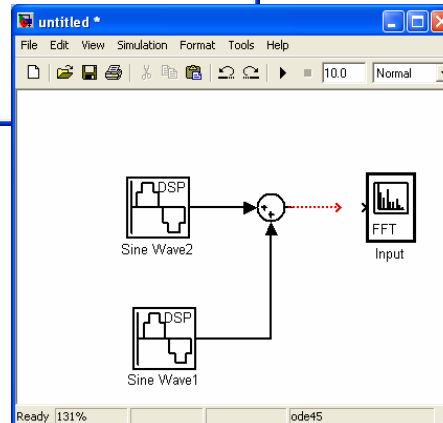 untitled *
File Edit View Simulation Format Tools Help
10.0 Normal
DSP
Sine Wave2
FFT
Input
DSP
Sine Wave1
Ready 131% ode45